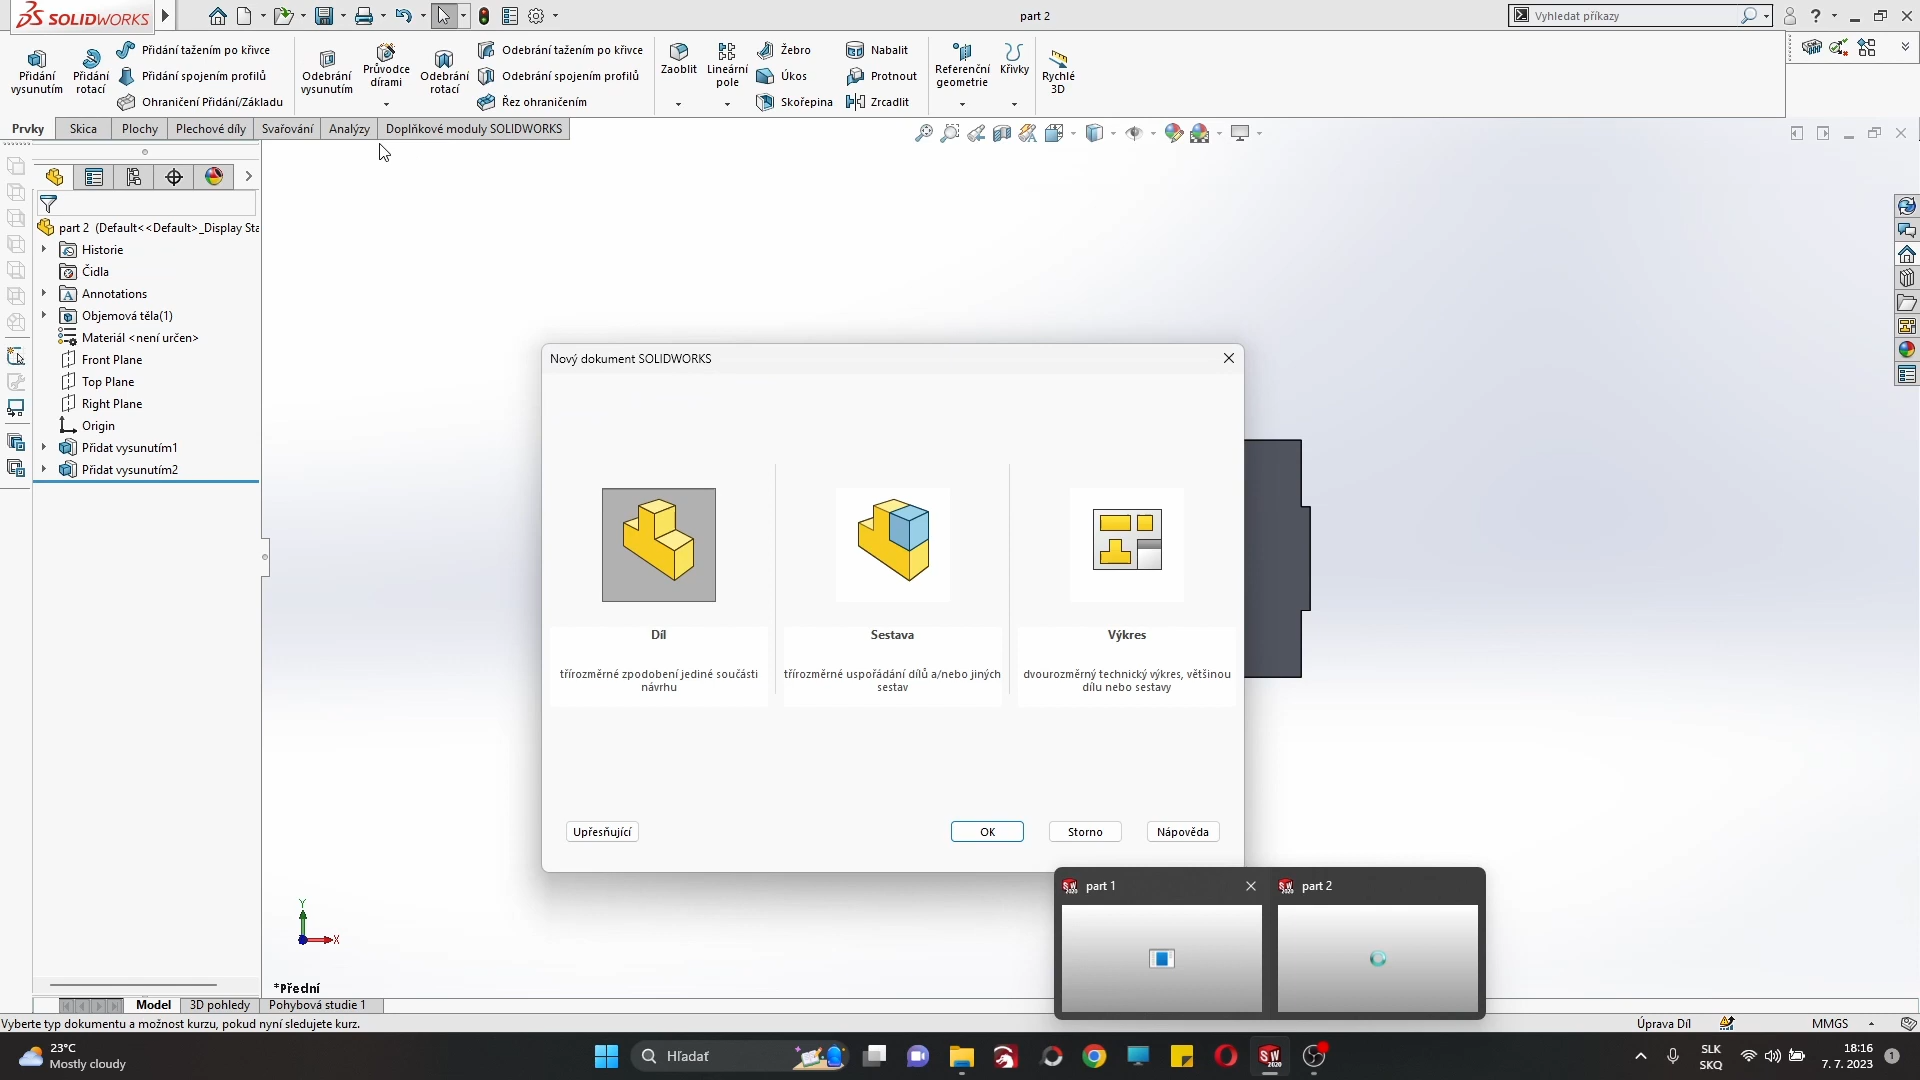 SOLIDWORKS
part 2
Vyhledat příkazy
Přidání vysunutím
Přidání rotací
Přidání tažením po křivce
Přidání spojením profilů
Ohraničení Přidání/Základu
Odebrání vysunutím
Průvodce dírami
Odebrání rotací
Odebrání tažením po křivce
Odebrání spojením profilů
Řez ohraničením
Zaoblit
Lineární pole
Žebro
Úkos
Skořepina
Nabalit
Protnout
Zrcadlit
Referenční geometrie
Křivky
Rychlé 3D
Prvky
Skica
Plochy
Plechové díly
Svařování
Analýzy
Doplňkové moduly SOLIDWORKS
part 2 (Default<<Default>_Display Sta
Historie
Čidla
Annotations
Objemová těla(1)
Materiál <není určen>
Front Plane
Top Plane
Right Plane
Origin
Přidat vysunutím1
Přidat vysunutím2
Nový dokument SOLIDWORKS
Díl
třírozměrné zpodobení jediné součásti
návrhu
Sestava
třírozměrné uspořádání dílů a/nebo jiných
sestav
Výkres
dvourozměrný technický výkres, většinou
dílu nebo sestavy
Upřesňující
OK
Storno
Nápověda
part 1
part 2
Y
X
*Přední
Model
3D pohledy
Pohybová studie 1
Vyberte typ dokumentu a možnost kurzu, pokud nyní sledujete kurz.
Úprava Díl
MMGS
23°C
Mostly cloudy
Hľadať
SLK
SKQ
18:16
7. 7. 2023
1